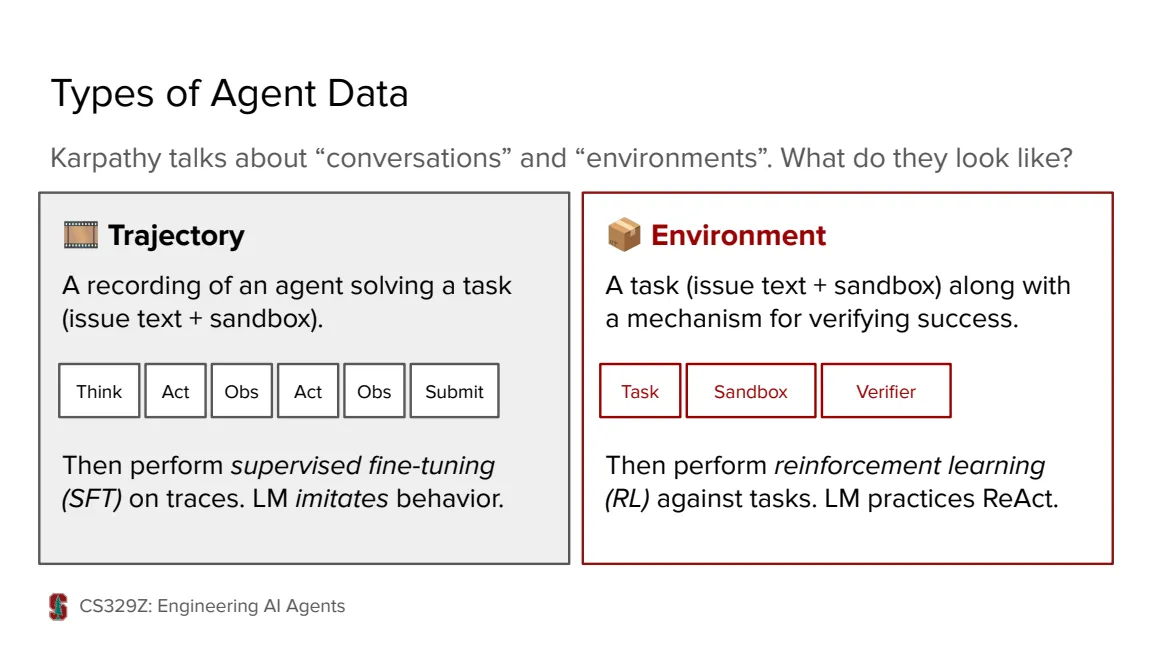 Types of Agent Data
Karpathy talks about “conversations” and “environments”. What do they look like?
Trajectory
A recording of an agent solving a task
(issue text + sandbox).
Think Act Obs Act Obs Submit
Then perform supervised fine-tuning
(SFT) on traces. LM imitates behavior.
Environment
A task (issue text + sandbox) along with
a mechanism for verifying success.
Task Sandbox Verifier
Then perform reinforcement learning
(RL) against tasks. LM practices ReAct.
CS329Z: Engineering AI Agents